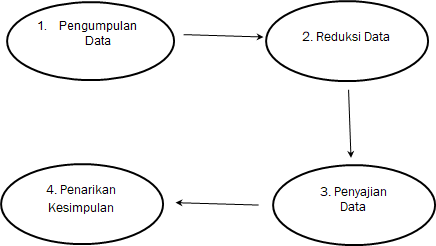 1. Pengumpulan
Data
2. Reduksi Data
3. Penyajian
Data
4. Penarikan
Kesimpulan